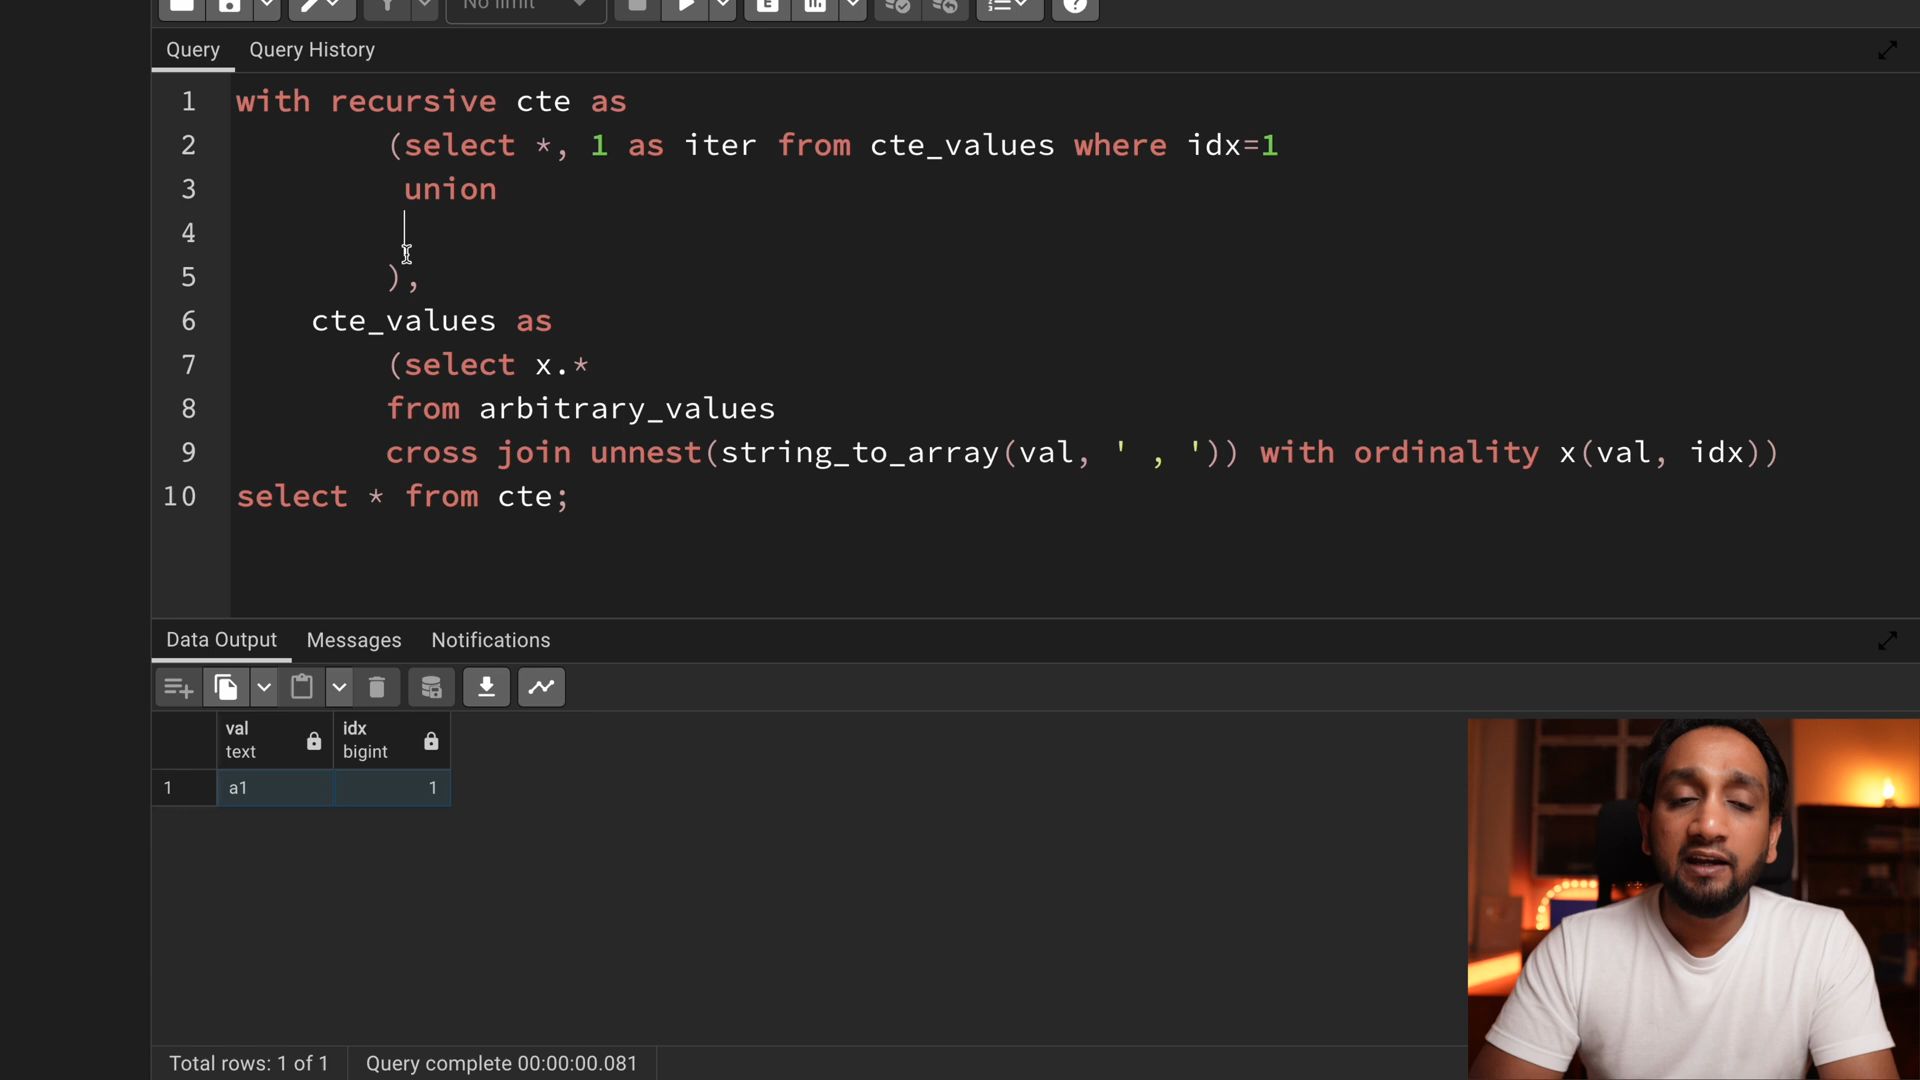 No limit
Query Query History
1 with recursive cte as
2 (select *, 1 as iter from cte_values where idx=1
3 union
4
5 ),
6 cte_values as
7 (select x.*
8 from arbitrary_values
9 cross join unnest(string_to_array(val, ' , ')) with ordinality x(val, idx))
10 select * from cte;
Data Output Messages Notifications
val idx
text bigint
1 a1 1
Total rows: 1 of 1 Query complete 00:00:00.081